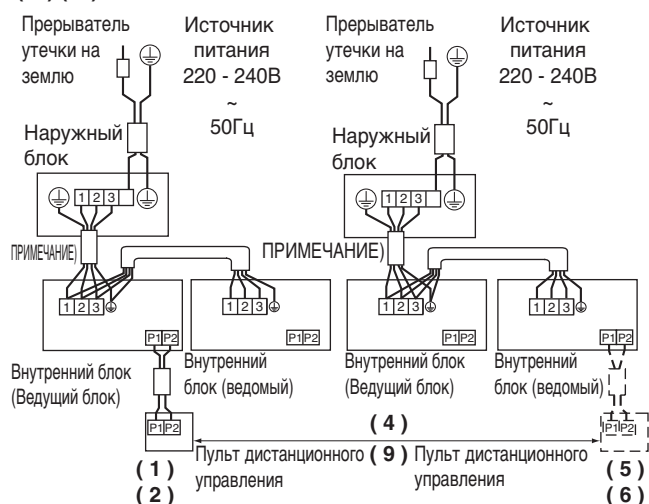 Прерыватель
утечки на
землю
Источник
питания
220 - 240В
~
50Гц
Наружный
блок
1 2 3
ПРИМЕЧАНИЕ)
1 2 3
1 2 3
P1 P2
P1 P2
Внутренний блок
(Ведущий блок)
Внутренний
блок (ведомый)
P1 P2
Прерыватель
утечки на
землю
Источник
питания
220 - 240В
~
50Гц
Наружный
блок
1 2 3
ПРИМЕЧАНИЕ)
1 2 3
1 2 3
P1 P2
P1 P2
Внутренний блок
(Ведущий блок)
Внутренний
блок (ведомый)
P1 P2
( 4 )
( 9 )
( 1 )
( 2 )
Пульт дистанционного
управления
Пульт дистанционного
управления
( 5 )
( 6 )